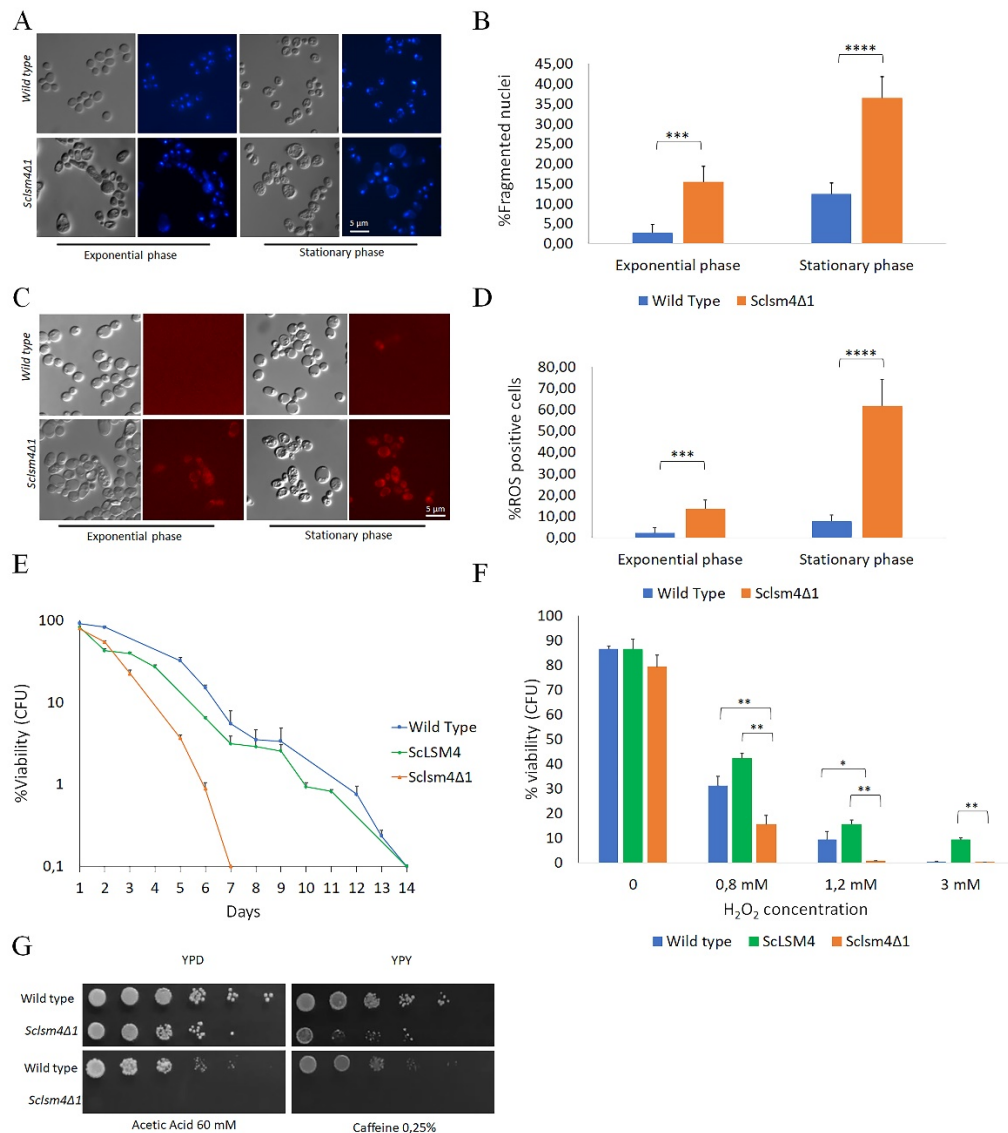 A
Wild type
Sclsm4Δ1
5 μm
Exponential phase
Stationary phase
B
%Fragmented nuclei
45,00
40,00
35,00
30,00
25,00
20,00
15,00
10,00
5,00
0,00
***
****
Exponential phase
Stationary phase
Wild Type
Sclsm4Δ1
C
Wild type
Sclsm4Δ1
5 μm
Exponential phase
Stationary phase
D
%ROS positive cells
80,00
70,00
60,00
50,00
40,00
30,00
20,00
10,00
0,00
***
****
Exponential phase
Stationary phase
Wild Type
Sclsm4Δ1
E
%Viability (CFU)
100
10
1
0,1
1 2 3 4 5 6 7 8 9 10 11 12 13 14
Days
Wild Type
ScLSM4
Sclsm4Δ1
F
% viability (CFU)
100
90
80
70
60
50
40
30
20
10
0
**
**
*
**
**
0 0,8 mM 1,2 mM 3 mM
H₂O₂ concentration
Wild type
ScLSM4
Sclsm4Δ1
G
YPD
YPY
Wild type
Sclsm4Δ1
Wild type
Sclsm4Δ1
Acetic Acid 60 mM
Caffeine 0,25%